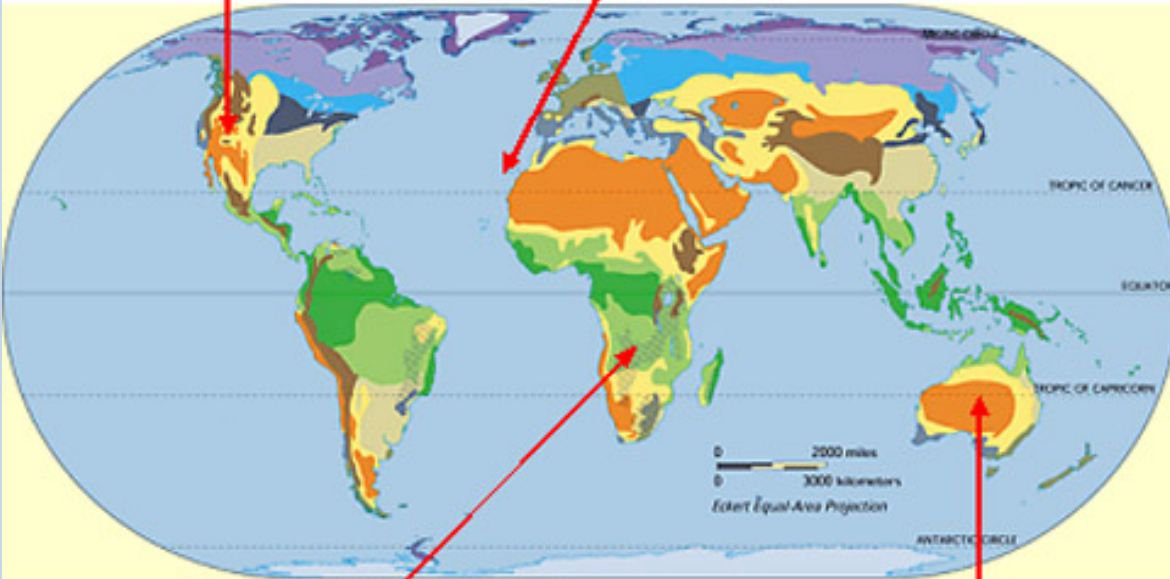 ARCTIC CIRCLE
TROPIC OF CANCER
EQUATO
TROPIC OF CAPRICORN
0 2000 miles
0 3000 kilometers
Eckert Equal-Area Projection
ANTARCTIC CIRCLE